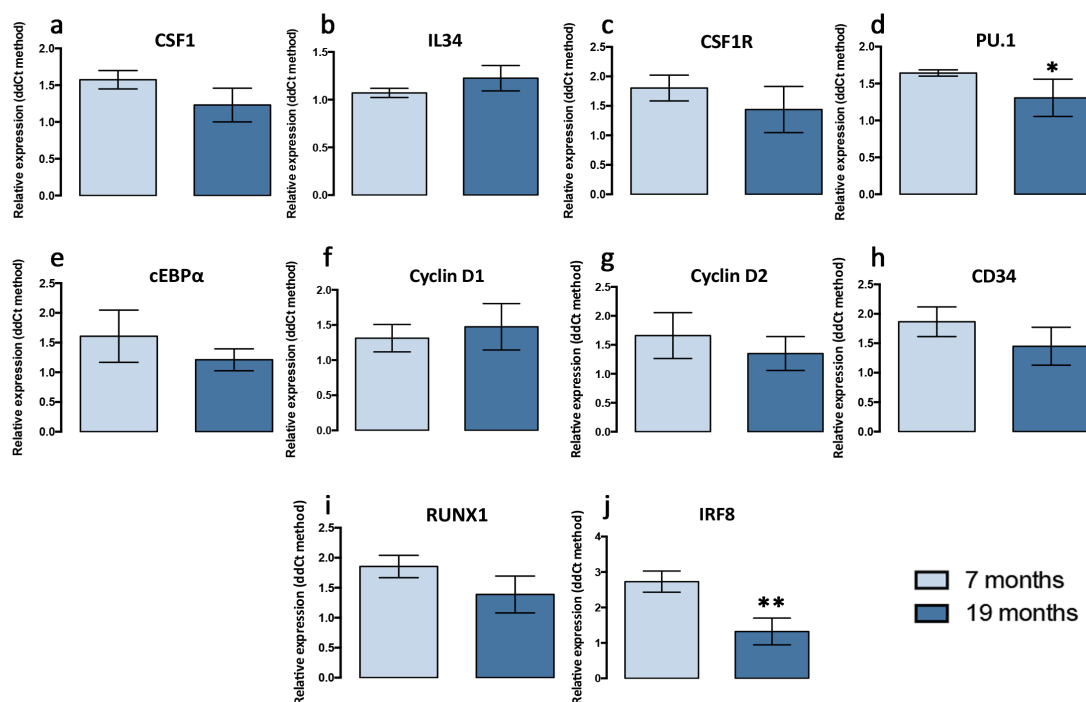 a
CSF1
Relative expression (ddCt method)
2.0
1.5
1.0
0.5
0.0
b
IL34
Relative expression (ddCt method)
1.5
1.0
0.5
0.0
c
CSF1R
Relative expression (ddCt method)
2.5
2.0
1.5
1.0
0.5
0.0
d
PU.1
Relative expression (ddCt method)
2.0
1.5
1.0
0.5
0.0
*
e
cEBPα
Relative expression (ddCt method)
2.5
2.0
1.5
1.0
0.5
0.0
f
Cyclin D1
Relative expression (ddCt method)
2.0
1.5
1.0
0.5
0.0
g
Cyclin D2
Relative expression (ddCt method)
2.5
2.0
1.5
1.0
0.5
0.0
h
CD34
Relative expression (ddCt method)
2.5
2.0
1.5
1.0
0.5
0.0
i
RUNX1
Relative expression (ddCt method)
2.5
2.0
1.5
1.0
0.5
0.0
j
IRF8
Relative expression (ddCt method)
4
3
2
1
0
**
7 months
19 months